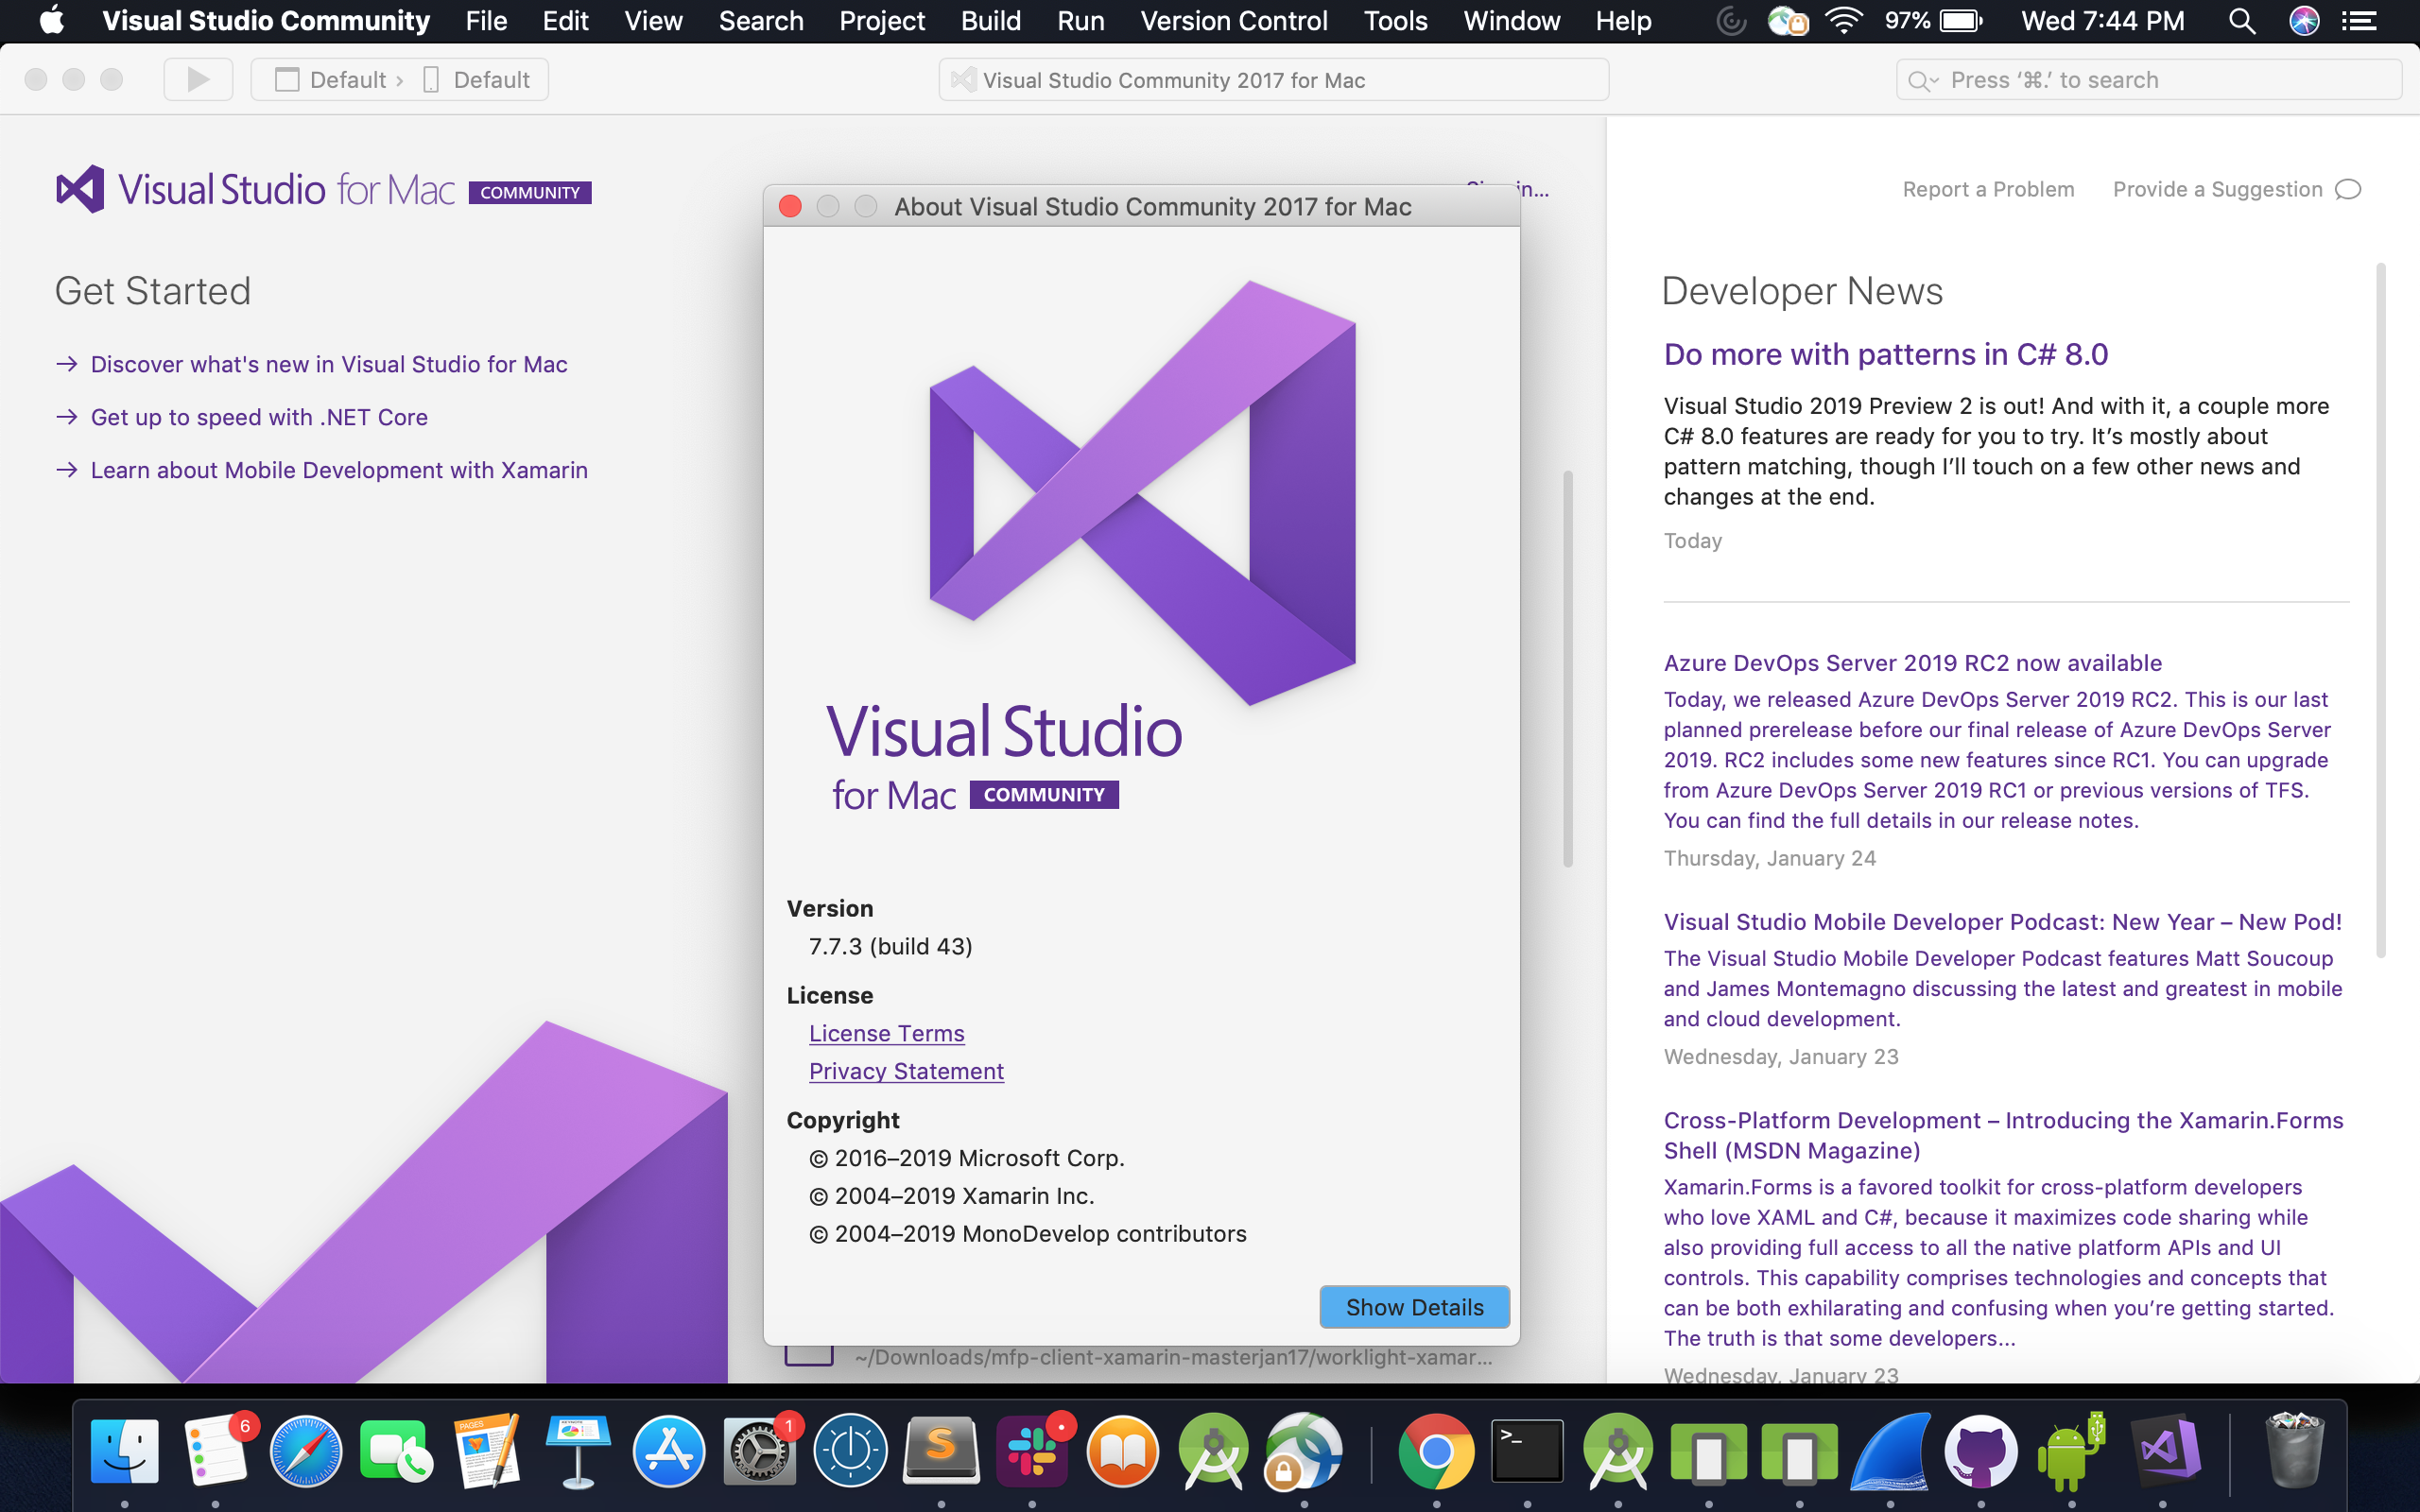 Visual Studio Community File Edit View Search Project Build Run Version Control Tools Window Help 97% Wed 7:44 PM
Default › Default
Visual Studio Community 2017 for Mac
Press ‘⌘.’ to search
Visual Studio for Mac COMMUNITY
Get Started
→ Discover what's new in Visual Studio for Mac
→ Get up to speed with .NET Core
→ Learn about Mobile Development with Xamarin
About Visual Studio Community 2017 for Mac
Visual Studio
for Mac COMMUNITY
Version
7.7.3 (build 43)
License
License Terms
Privacy Statement
Copyright
© 2016–2019 Microsoft Corp.
© 2004–2019 Xamarin Inc.
© 2004–2019 MonoDevelop contributors
Show Details
~/Downloads/mfp-client-xamarin-masterjan17/worklight-xamar...
Report a Problem Provide a Suggestion
Developer News
Do more with patterns in C# 8.0
Visual Studio 2019 Preview 2 is out! And with it, a couple more
C# 8.0 features are ready for you to try. It’s mostly about
pattern matching, though I’ll touch on a few other news and
changes at the end.
Today
Azure DevOps Server 2019 RC2 now available
Today, we released Azure DevOps Server 2019 RC2. This is our last
planned prerelease before our final release of Azure DevOps Server
2019. RC2 includes some new features since RC1. You can upgrade
from Azure DevOps Server 2019 RC1 or previous versions of TFS.
You can find the full details in our release notes.
Thursday, January 24
Visual Studio Mobile Developer Podcast: New Year – New Pod!
The Visual Studio Mobile Developer Podcast features Matt Soucoup
and James Montemagno discussing the latest and greatest in mobile
and cloud development.
Wednesday, January 23
Cross-Platform Development – Introducing the Xamarin.Forms
Shell (MSDN Magazine)
Xamarin.Forms is a favored toolkit for cross-platform developers
who love XAML and C#, because it maximizes code sharing while
also providing full access to all the native platform APIs and UI
controls. This capability comprises technologies and concepts that
can be both exhilarating and confusing when you’re getting started.
The truth is that some developers...
Wednesday, January 23
6
PAGES
1
S
>_